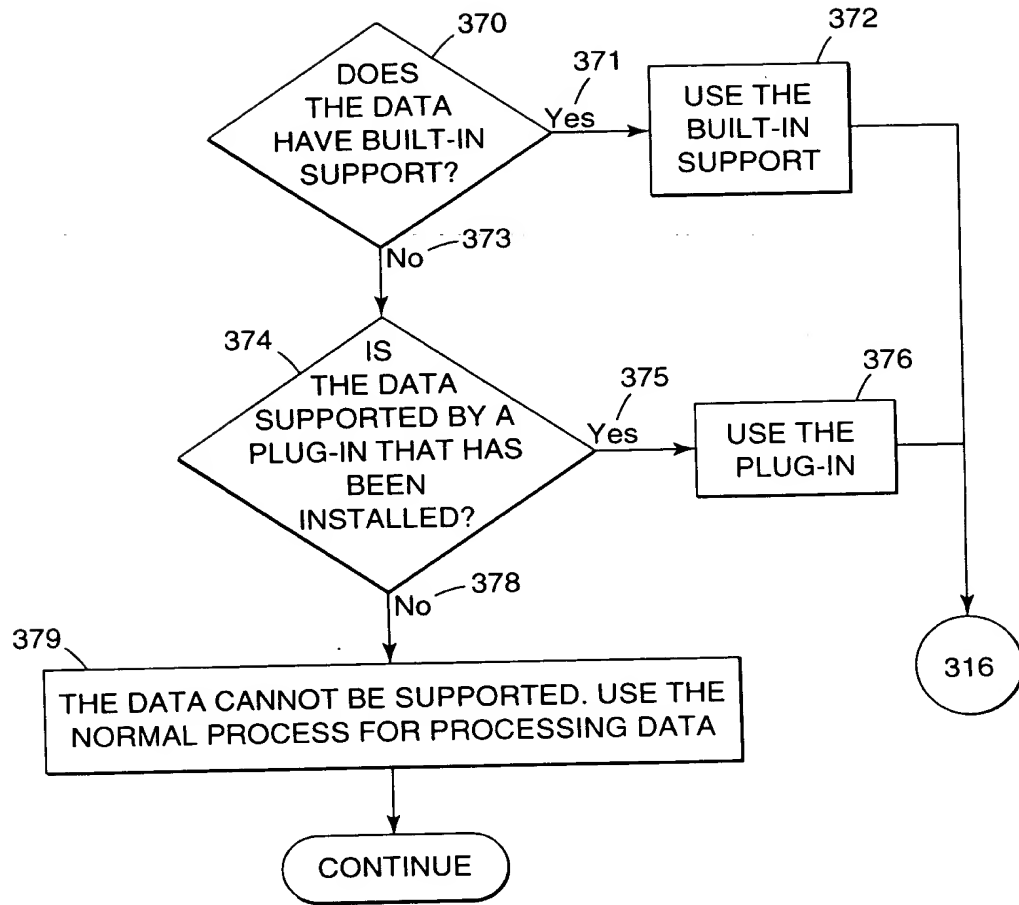 370
DOES
THE DATA
HAVE BUILT-IN
SUPPORT?
371
Yes
372
USE THE
BUILT-IN
SUPPORT
No
373
374
IS
THE DATA
SUPPORTED BY A
PLUG-IN THAT HAS
BEEN
INSTALLED?
375
Yes
376
USE THE
PLUG-IN
No
378
316
379
THE DATA CANNOT BE SUPPORTED. USE THE
NORMAL PROCESS FOR PROCESSING DATA
CONTINUE